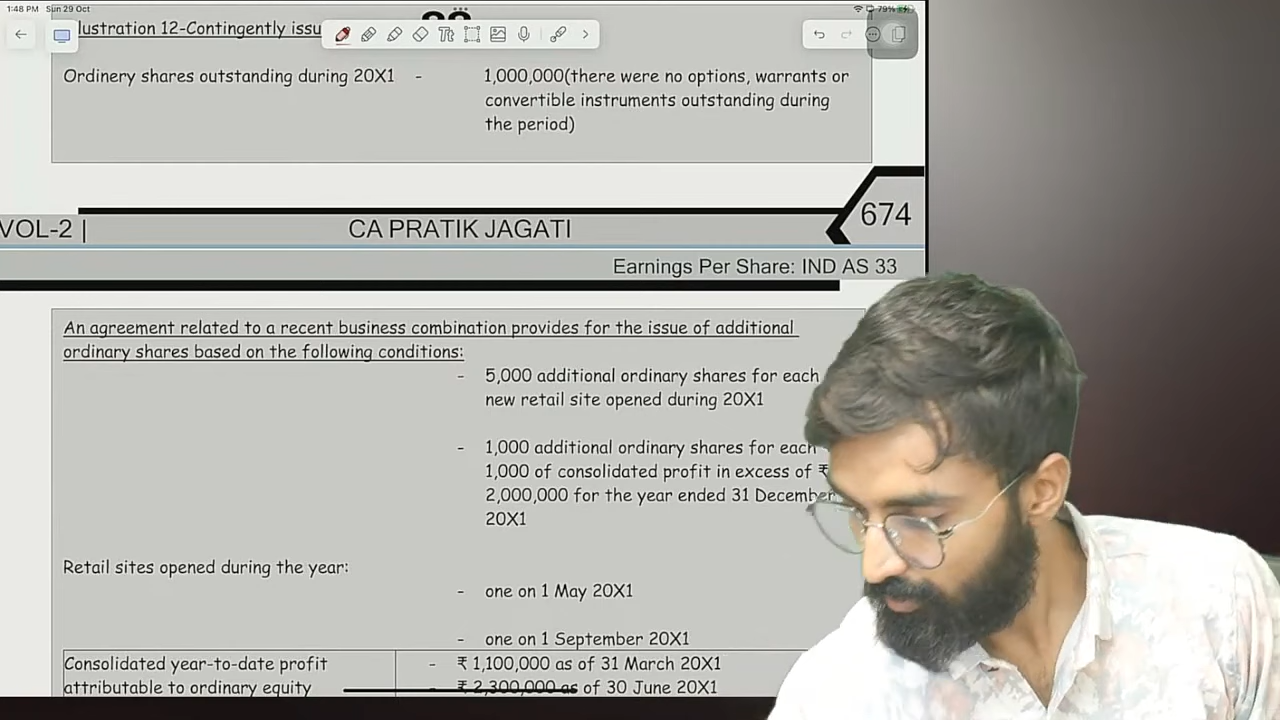 1:48 PM Sun 29 Oct
79%
lustration 12-Contingently issu
Tt
Ordinery shares outstanding during 20X1 - 1,000,000(there were no options, warrants or
convertible instruments outstanding during
the period)
VOL-2 | CA PRATIK JAGATI 674
Earnings Per Share: IND AS 33
An agreement related to a recent business combination provides for the issue of additional
ordinary shares based on the following conditions:
- 5,000 additional ordinary shares for each
new retail site opened during 20X1
- 1,000 additional ordinary shares for each
1,000 of consolidated profit in excess of ₹
2,000,000 for the year ended 31 December
20X1
Retail sites opened during the year:
- one on 1 May 20X1
- one on 1 September 20X1
Consolidated year-to-date profit - ₹ 1,100,000 as of 31 March 20X1
attributable to ordinary equity - ₹ 2,300,000 as of 30 June 20X1